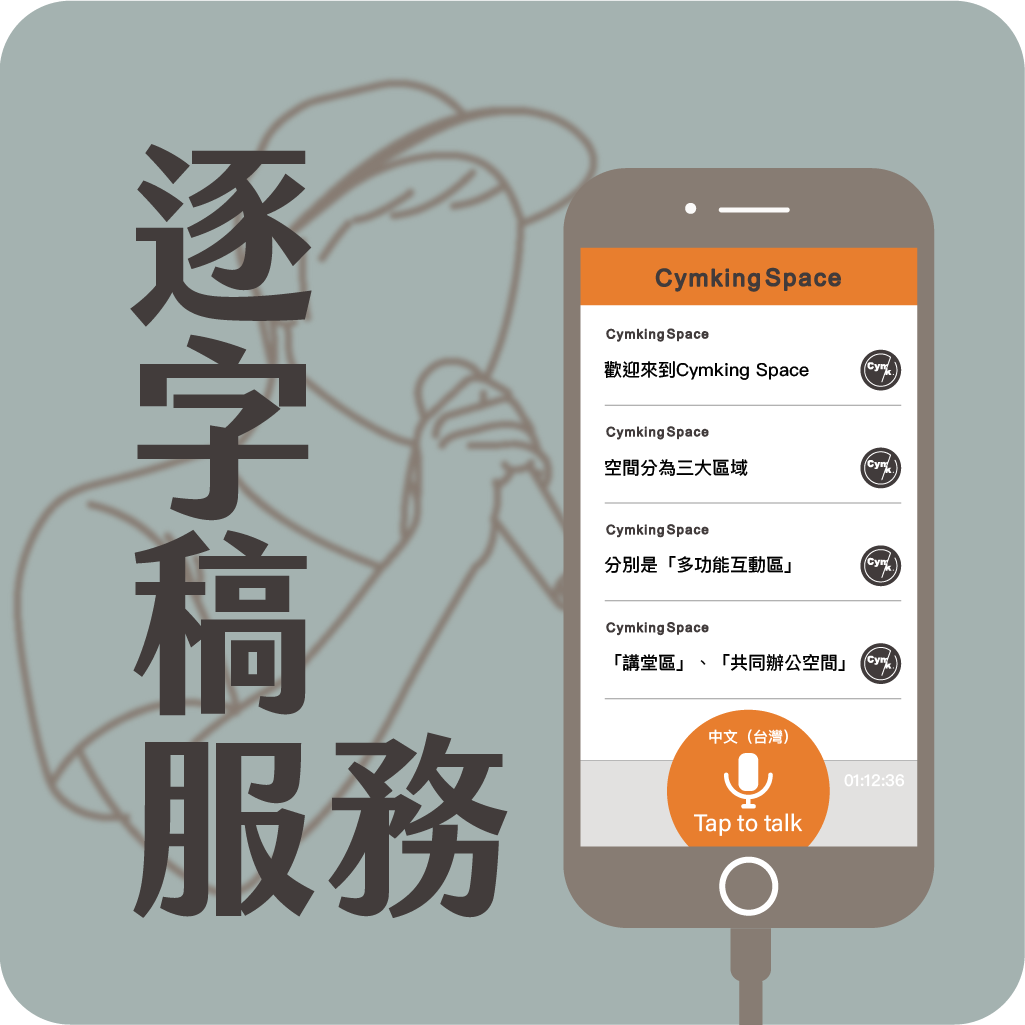 逐字稿
服務
Cymking Space
Cymking Space
歡迎來到Cymking Space
Cym/K
Cymking Space
空間分為三大區域
Cym/K
Cymking Space
分別是「多功能互動區」
Cym/K
Cymking Space
「講堂區」、「共同辦公空間」
Cym/K
中文（台灣）
01:12:36
Tap to talk